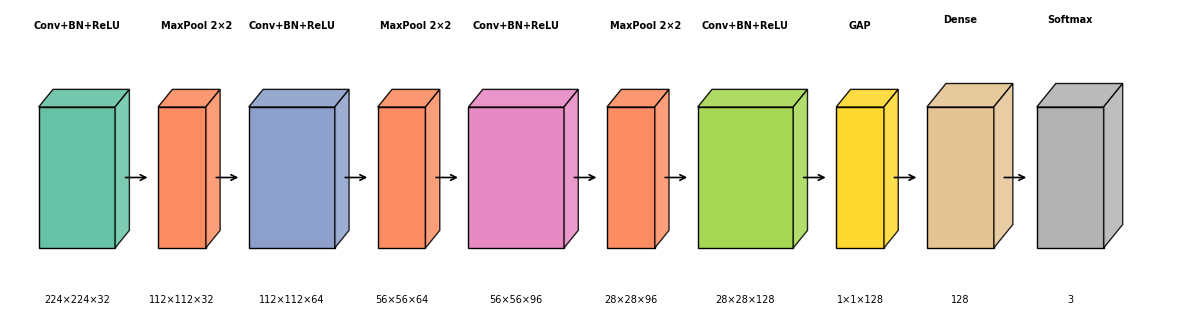 Conv+BN+ReLU
MaxPool 2×2
Conv+BN+ReLU
MaxPool 2×2
Conv+BN+ReLU
MaxPool 2×2
Conv+BN+ReLU
GAP
Dense
Softmax
224×224×32
112×112×32
112×112×64
56×56×64
56×56×96
28×28×96
28×28×128
1×1×128
128
3